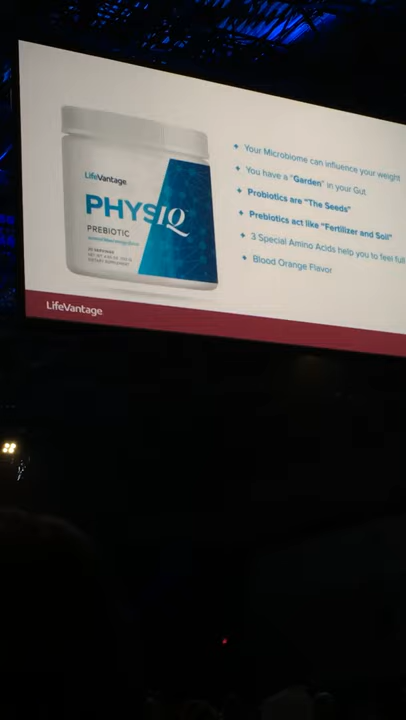 LifeVantage
PHYSIQ
PREBIOTIC
DIETARY SUPPLEMENT
✦ Your Microbiome can influence your weight
✦ You have a "Garden" in your Gut
✦ Probiotics are "The Seeds"
✦ Prebiotics act like "Fertilizer and Soil"
✦ 3 Special Amino Acids help you to feel full
✦ Blood Orange Flavor
LifeVantage